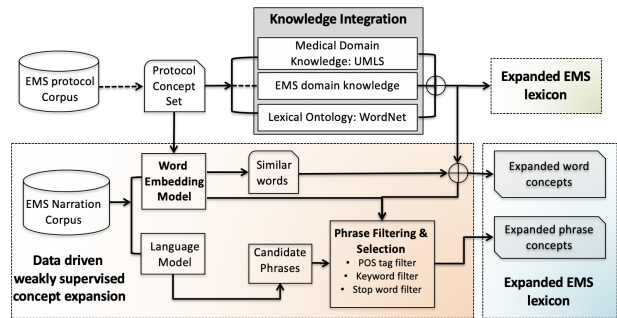 Knowledge Integration
Medical Domain
Knowledge: UMLS
EMS domain knowledge
Lexical Ontology: WordNet
EMS protocol
Corpus
Protocol
Concept
Set
Expanded EMS
lexicon
EMS Narration
Corpus
Word
Embedding
Model
Similar
words
Expanded word
concepts
Language
Model
Candidate
Phrases
Phrase Filtering &
Selection
• POS tag filter
• Keyword filter
• Stop word filter
Expanded phrase
concepts
Data driven
weakly supervised
concept expansion
Expanded EMS
lexicon